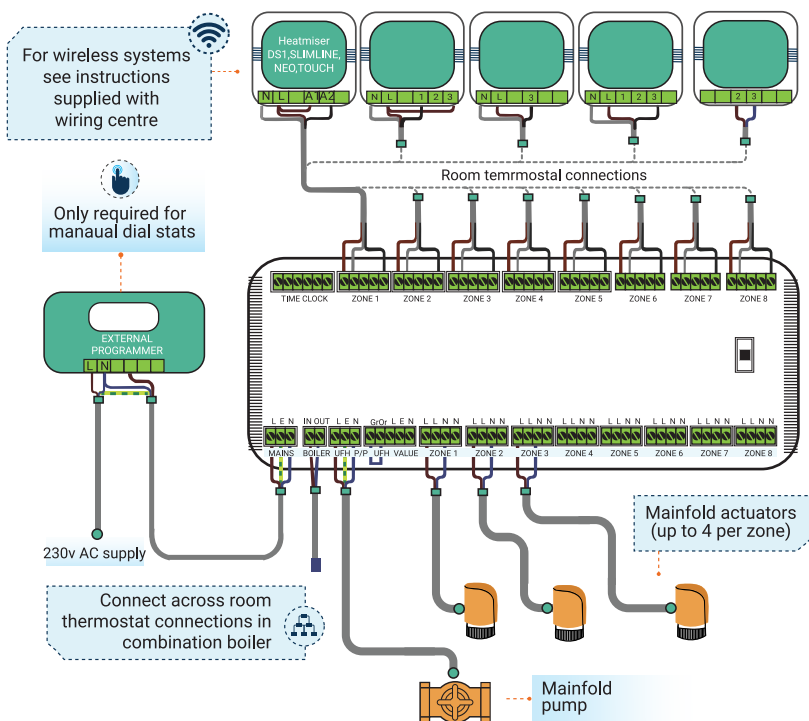 For wireless systems
see instructions
supplied with
wiring centre
Heatmiser
DS1,SLIMLINE,
NEO,TOUCH
N L A1A2
N L 1 2 3
N L 3
N L 1 2 3
2 3
Room temrmostal connections
Only required for
manaual dial stats
EXTERNAL
PROGRAMMER
L N
TIME CLOCK ZONE 1 ZONE 2 ZONE 3 ZONE 4 ZONE 5 ZONE 6 ZONE 7 ZONE 8
L E N IN OUT L E N GrOr L E N L L N N L L N N L L N N L L N N L L N N L L N N L L N N L L N N
MAINS BOILER UFH P/P UFH VALUE ZONE 1 ZONE 2 ZONE 3 ZONE 4 ZONE 5 ZONE 6 ZONE 7 ZONE 8
230v AC supply
Mainfold actuators
(up to 4 per zone)
Connect across room
thermostat connections in
combination boiler
Mainfold
pump